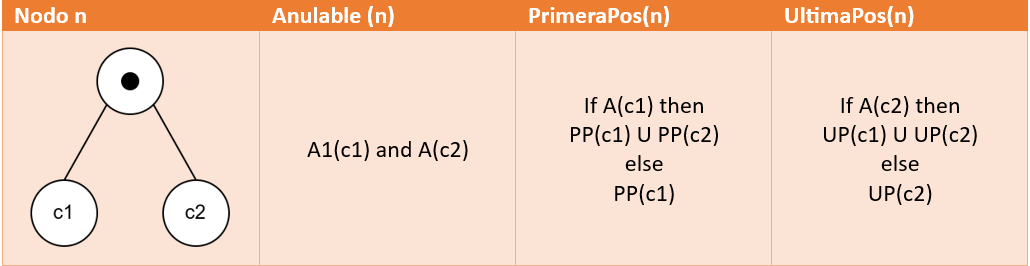 Nodo n
Anulable (n)
PrimeraPos(n)
UltimaPos(n)
c1
c2
A1(c1) and A(c2)
If A(c1) then
PP(c1) U PP(c2)
else
PP(c1)
If A(c2) then
UP(c1) U UP(c2)
else
UP(c2)